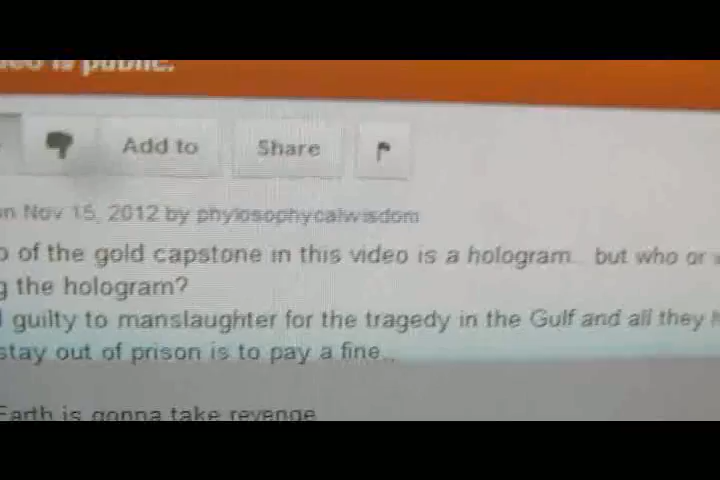 is public.
Add to Share
Nov 15, 2012 by phylosophycalwisdom
of the gold capstone in this video is a hologram.. but who or
the hologram?
guilty to manslaughter for the tragedy in the Gulf and all they
stay out of prison is to pay a fine..
Earth is gonna take revenge